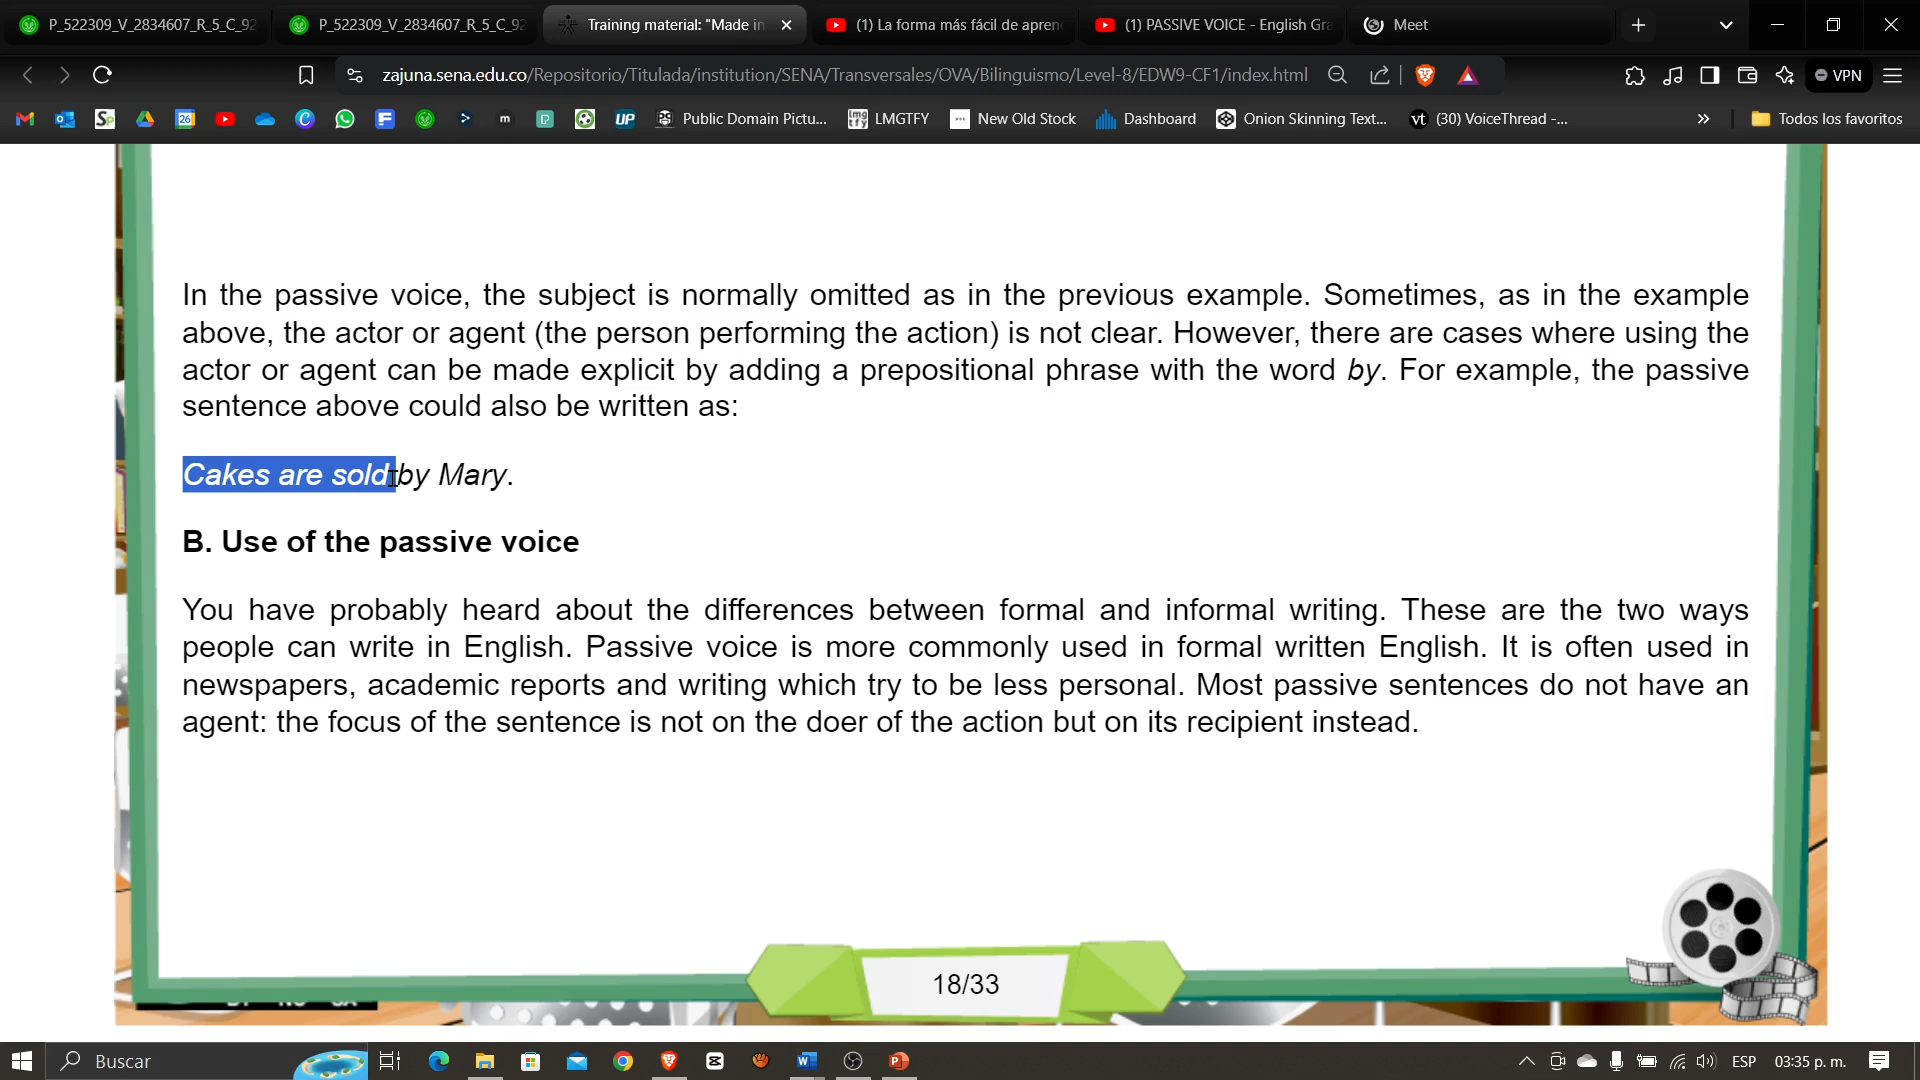 P_522309_V_2834607_R_5_C_92
P_522309_V_2834607_R_5_C_92
Training material: "Made in
(1) La forma más fácil de apren
(1) PASSIVE VOICE - English Gra
Meet
zajuna.sena.edu.co/Repositorio/Titulada/institution/SENA/Transversales/OVA/Bilinguismo/Level-8/EDW9-CF1/index.html
VPN
Public Domain Pictu...
LMGTFY
New Old Stock
Dashboard
Onion Skinning Text...
(30) VoiceThread -...
Todos los favoritos
In the passive voice, the subject is normally omitted as in the previous example. Sometimes, as in the example
above, the actor or agent (the person performing the action) is not clear. However, there are cases where using the
actor or agent can be made explicit by adding a prepositional phrase with the word by. For example, the passive
sentence above could also be written as:
Cakes are sold by Mary.
B. Use of the passive voice
You have probably heard about the differences between formal and informal writing. These are the two ways
people can write in English. Passive voice is more commonly used in formal written English. It is often used in
newspapers, academic reports and writing which try to be less personal. Most passive sentences do not have an
agent: the focus of the sentence is not on the doer of the action but on its recipient instead.
18/33
Buscar
ESP
03:35 p. m.